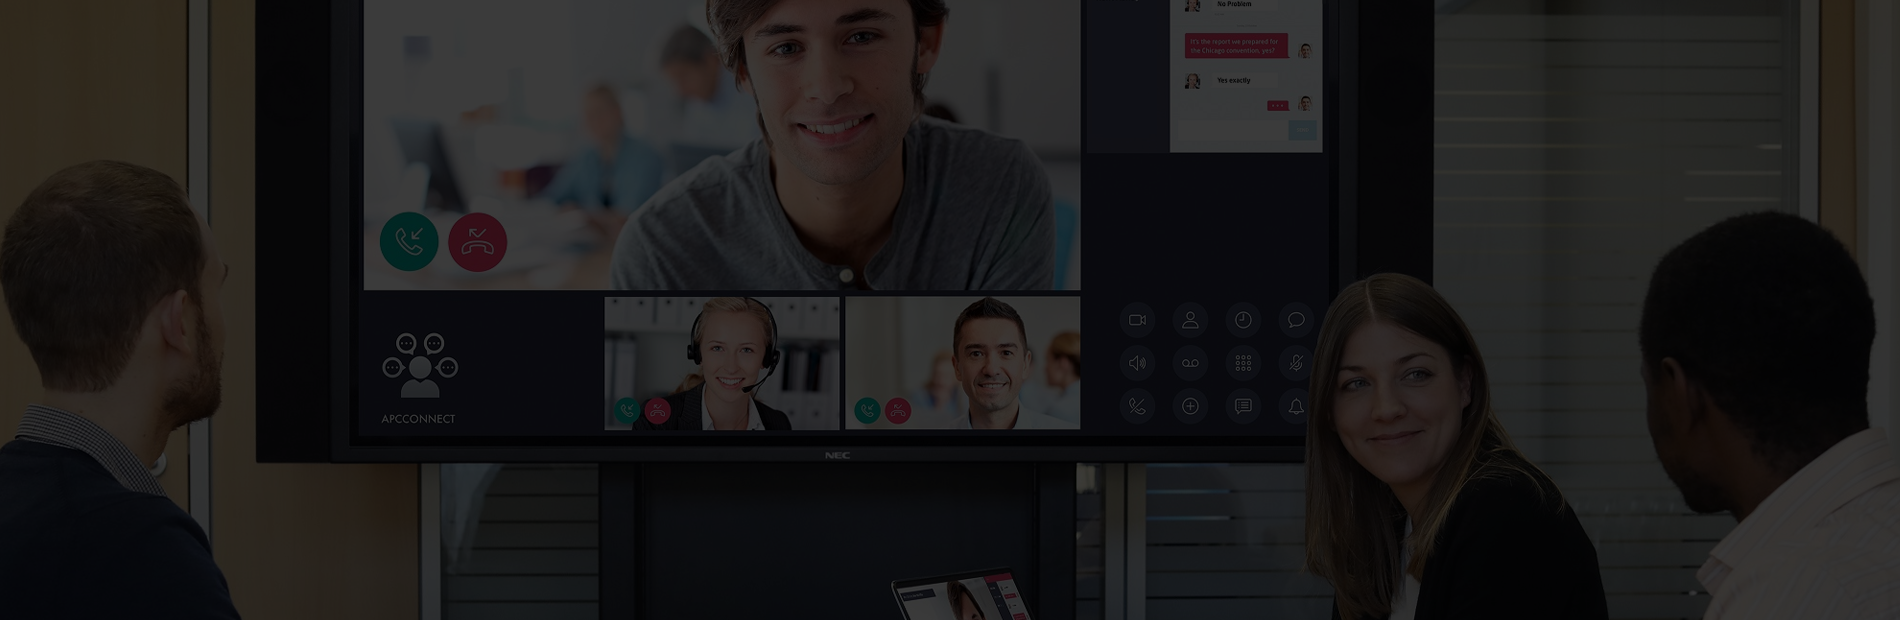 No Problem
It's the report we prepared for
the Chicago convention, yes?
Yes exactly
APCCONNECT
NEC